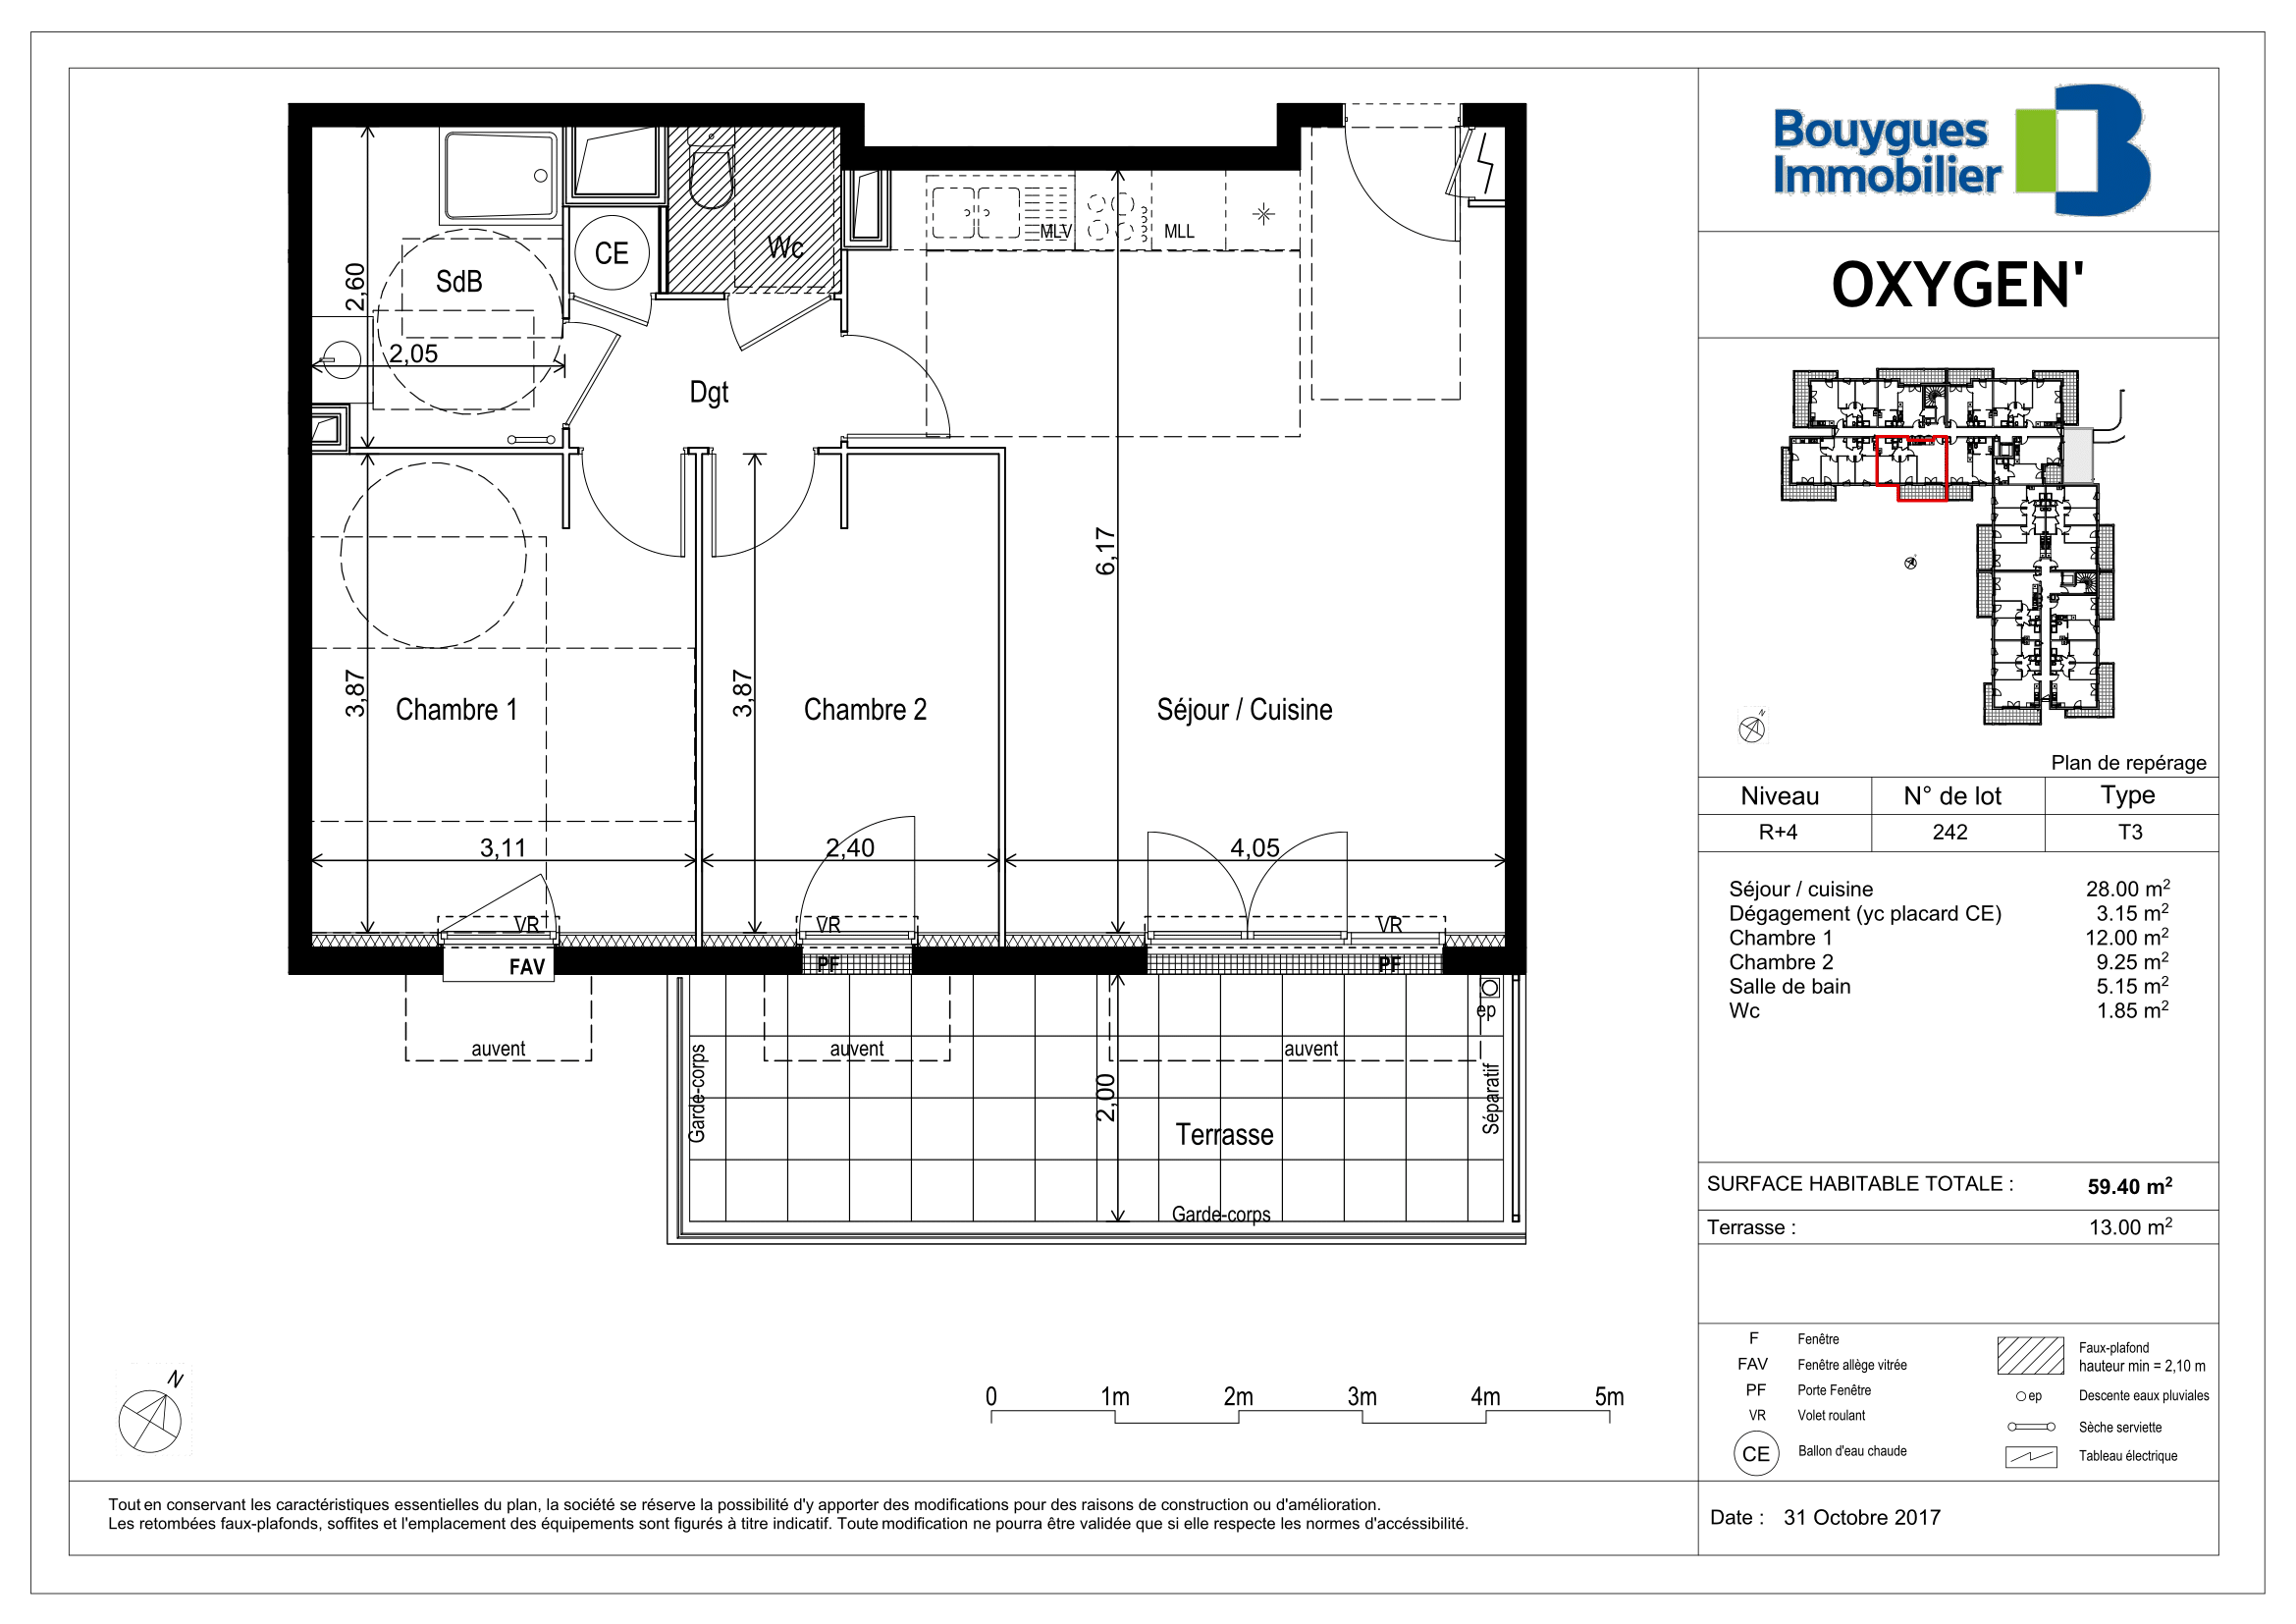 Bouygues
Immobilier
OXYGEN'
N
Plan de repérage
Niveau N° de lot Type
R+4 242 T3
Séjour / cuisine 28.00 m²
Dégagement (yc placard CE) 3.15 m²
Chambre 1 12.00 m²
Chambre 2 9.25 m²
Salle de bain 5.15 m²
Wc 1.85 m²
SURFACE HABITABLE TOTALE : 59.40 m²
Terrasse : 13.00 m²
F Fenêtre
FAV Fenêtre allège vitrée
PF Porte Fenêtre
VR Volet roulant
CE Ballon d'eau chaude
Faux-plafond
hauteur min = 2,10 m
ep Descente eaux pluviales
Sèche serviette
Tableau électrique
Date : 31 Octobre 2017
CE
Wc
MLV
MLL
SdB
2,60
2,05
Dgt
6,17
3,87
Chambre 1
3,87
Chambre 2
Séjour / Cuisine
3,11
2,40
4,05
VR
VR
VR
FAV
PF
PF
ep
auvent
auvent
auvent
Garde-corps
2,00
Séparatif
Terrasse
Garde-corps
N
0 1m 2m 3m 4m 5m
Tout en conservant les caractéristiques essentielles du plan, la société se réserve la possibilité d'y apporter des modifications pour des raisons de construction ou d'amélioration.
Les retombées faux-plafonds, soffites et l'emplacement des équipements sont figurés à titre indicatif. Toute modification ne pourra être validée que si elle respecte les normes d'accéssibilité.